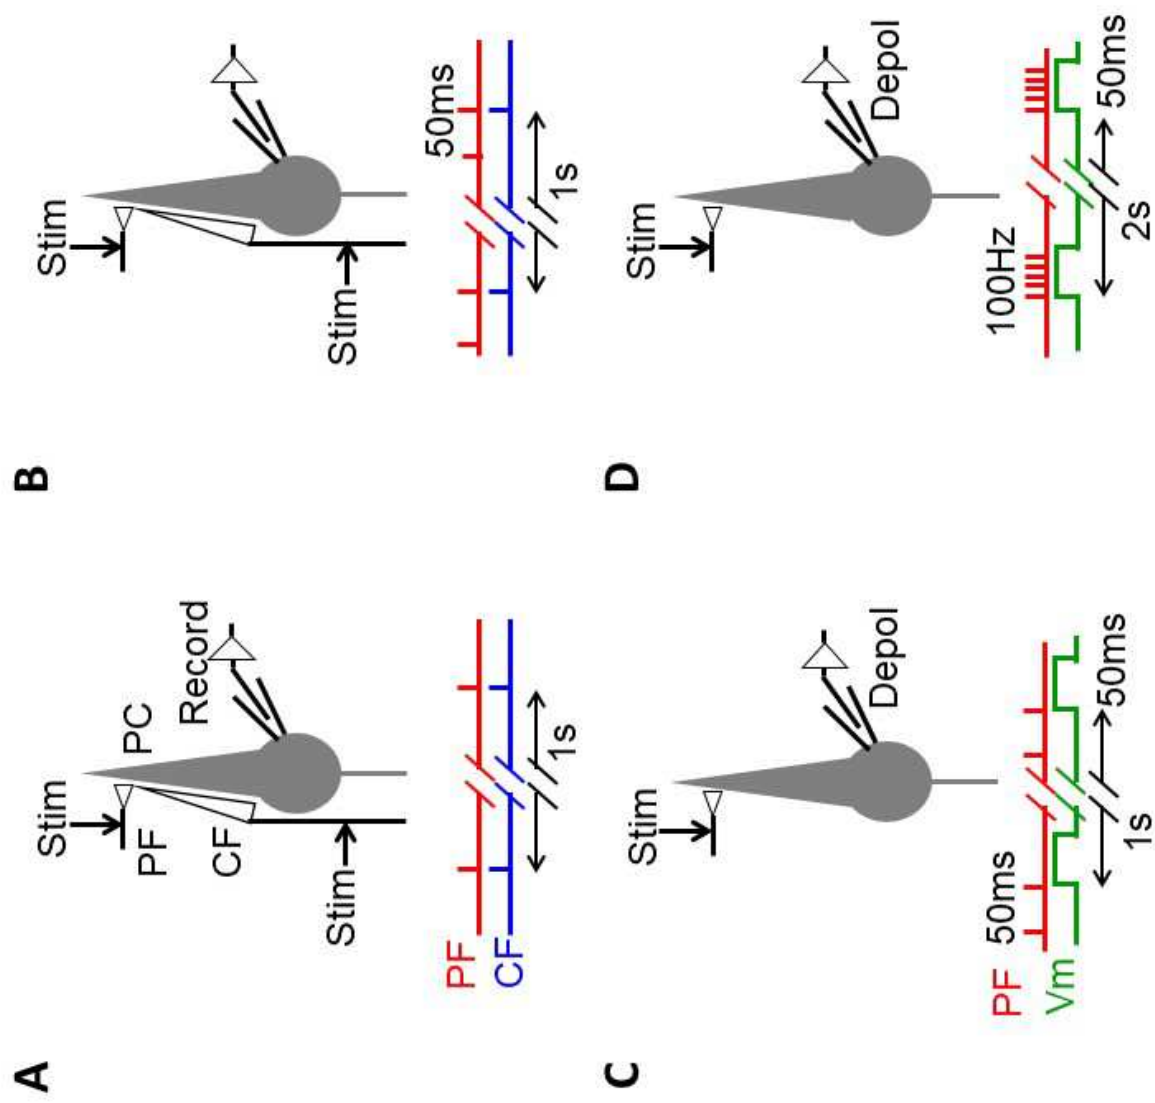 A
Stim
PF
PC
CF
Record
Stim
PF
CF
1s
B
Stim
Stim
50ms
1s
C
Stim
Depol
PF
50ms
Vm
1s
50ms
D
Stim
Depol
100Hz
2s
50ms